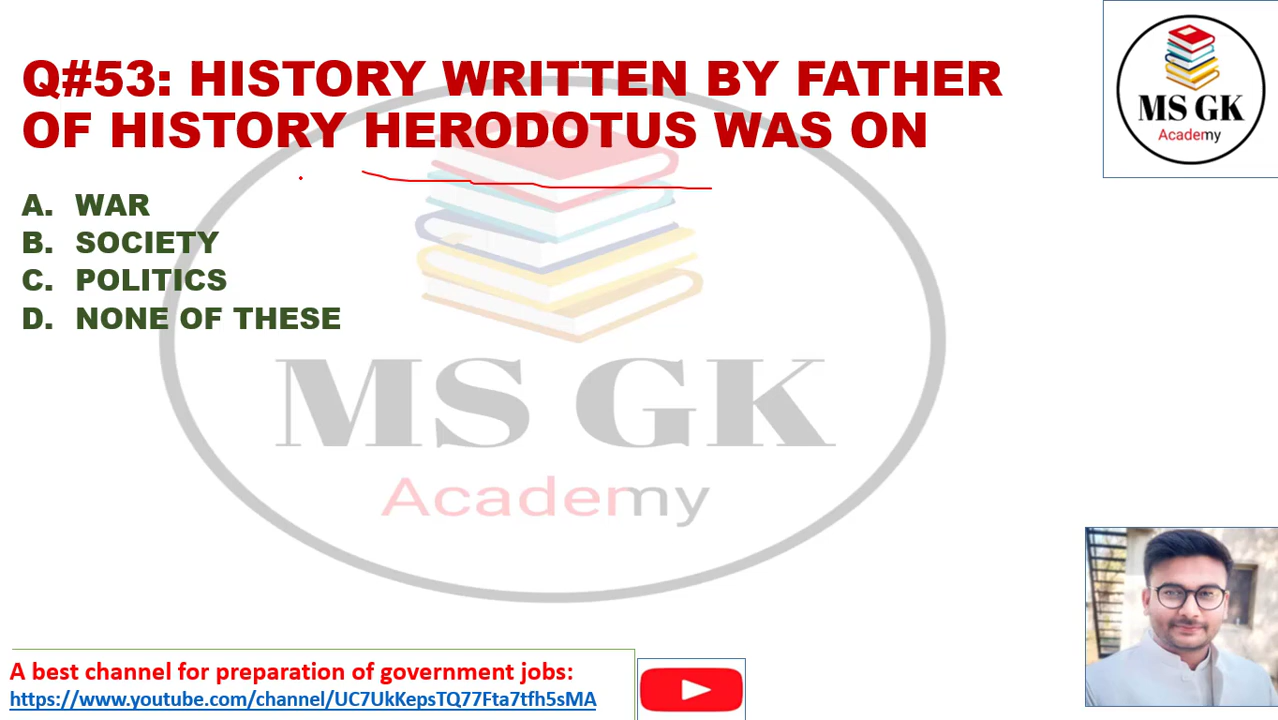 Q#53: HISTORY WRITTEN BY FATHER
OF HISTORY HERODOTUS WAS ON
A. WAR
B. SOCIETY
C. POLITICS
D. NONE OF THESE
MS GK
Academy
MS GK
Academy
A best channel for preparation of government jobs:
https://www.youtube.com/channel/UC7UkKepsTQ77Fta7tfh5sMA